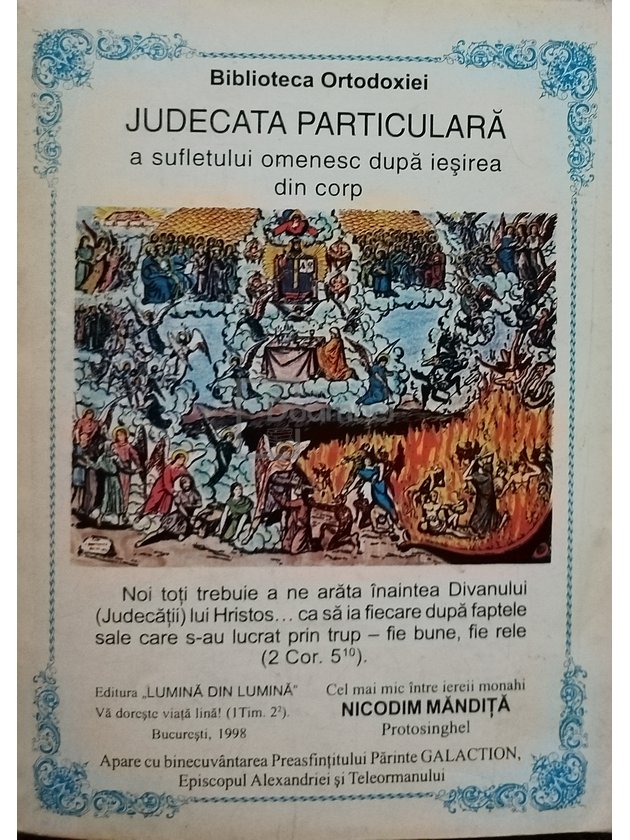 Biblioteca Ortodoxiei
JUDECATA PARTICULARĂ
a sufletului omenesc după ieşirea
din corp
Noi toţi trebuie a ne arăta înaintea Divanului
(Judecăţii) lui Hristos... ca să ia fiecare după faptele
sale care s-au lucrat prin trup – fie bune, fie rele
(2 Cor. 5¹⁰).
Editura „LUMINĂ DIN LUMINĂ”
Vă doreşte viaţă lină! (1Tim. 2²).
Bucureşti, 1998
Cel mai mic între iereii monahi
NICODIM MĂNDIŢĂ
Protosinghel
Apare cu binecuvântarea Preasfinţitului Părinte GALACTION,
Episcopul Alexandriei şi Teleormanului